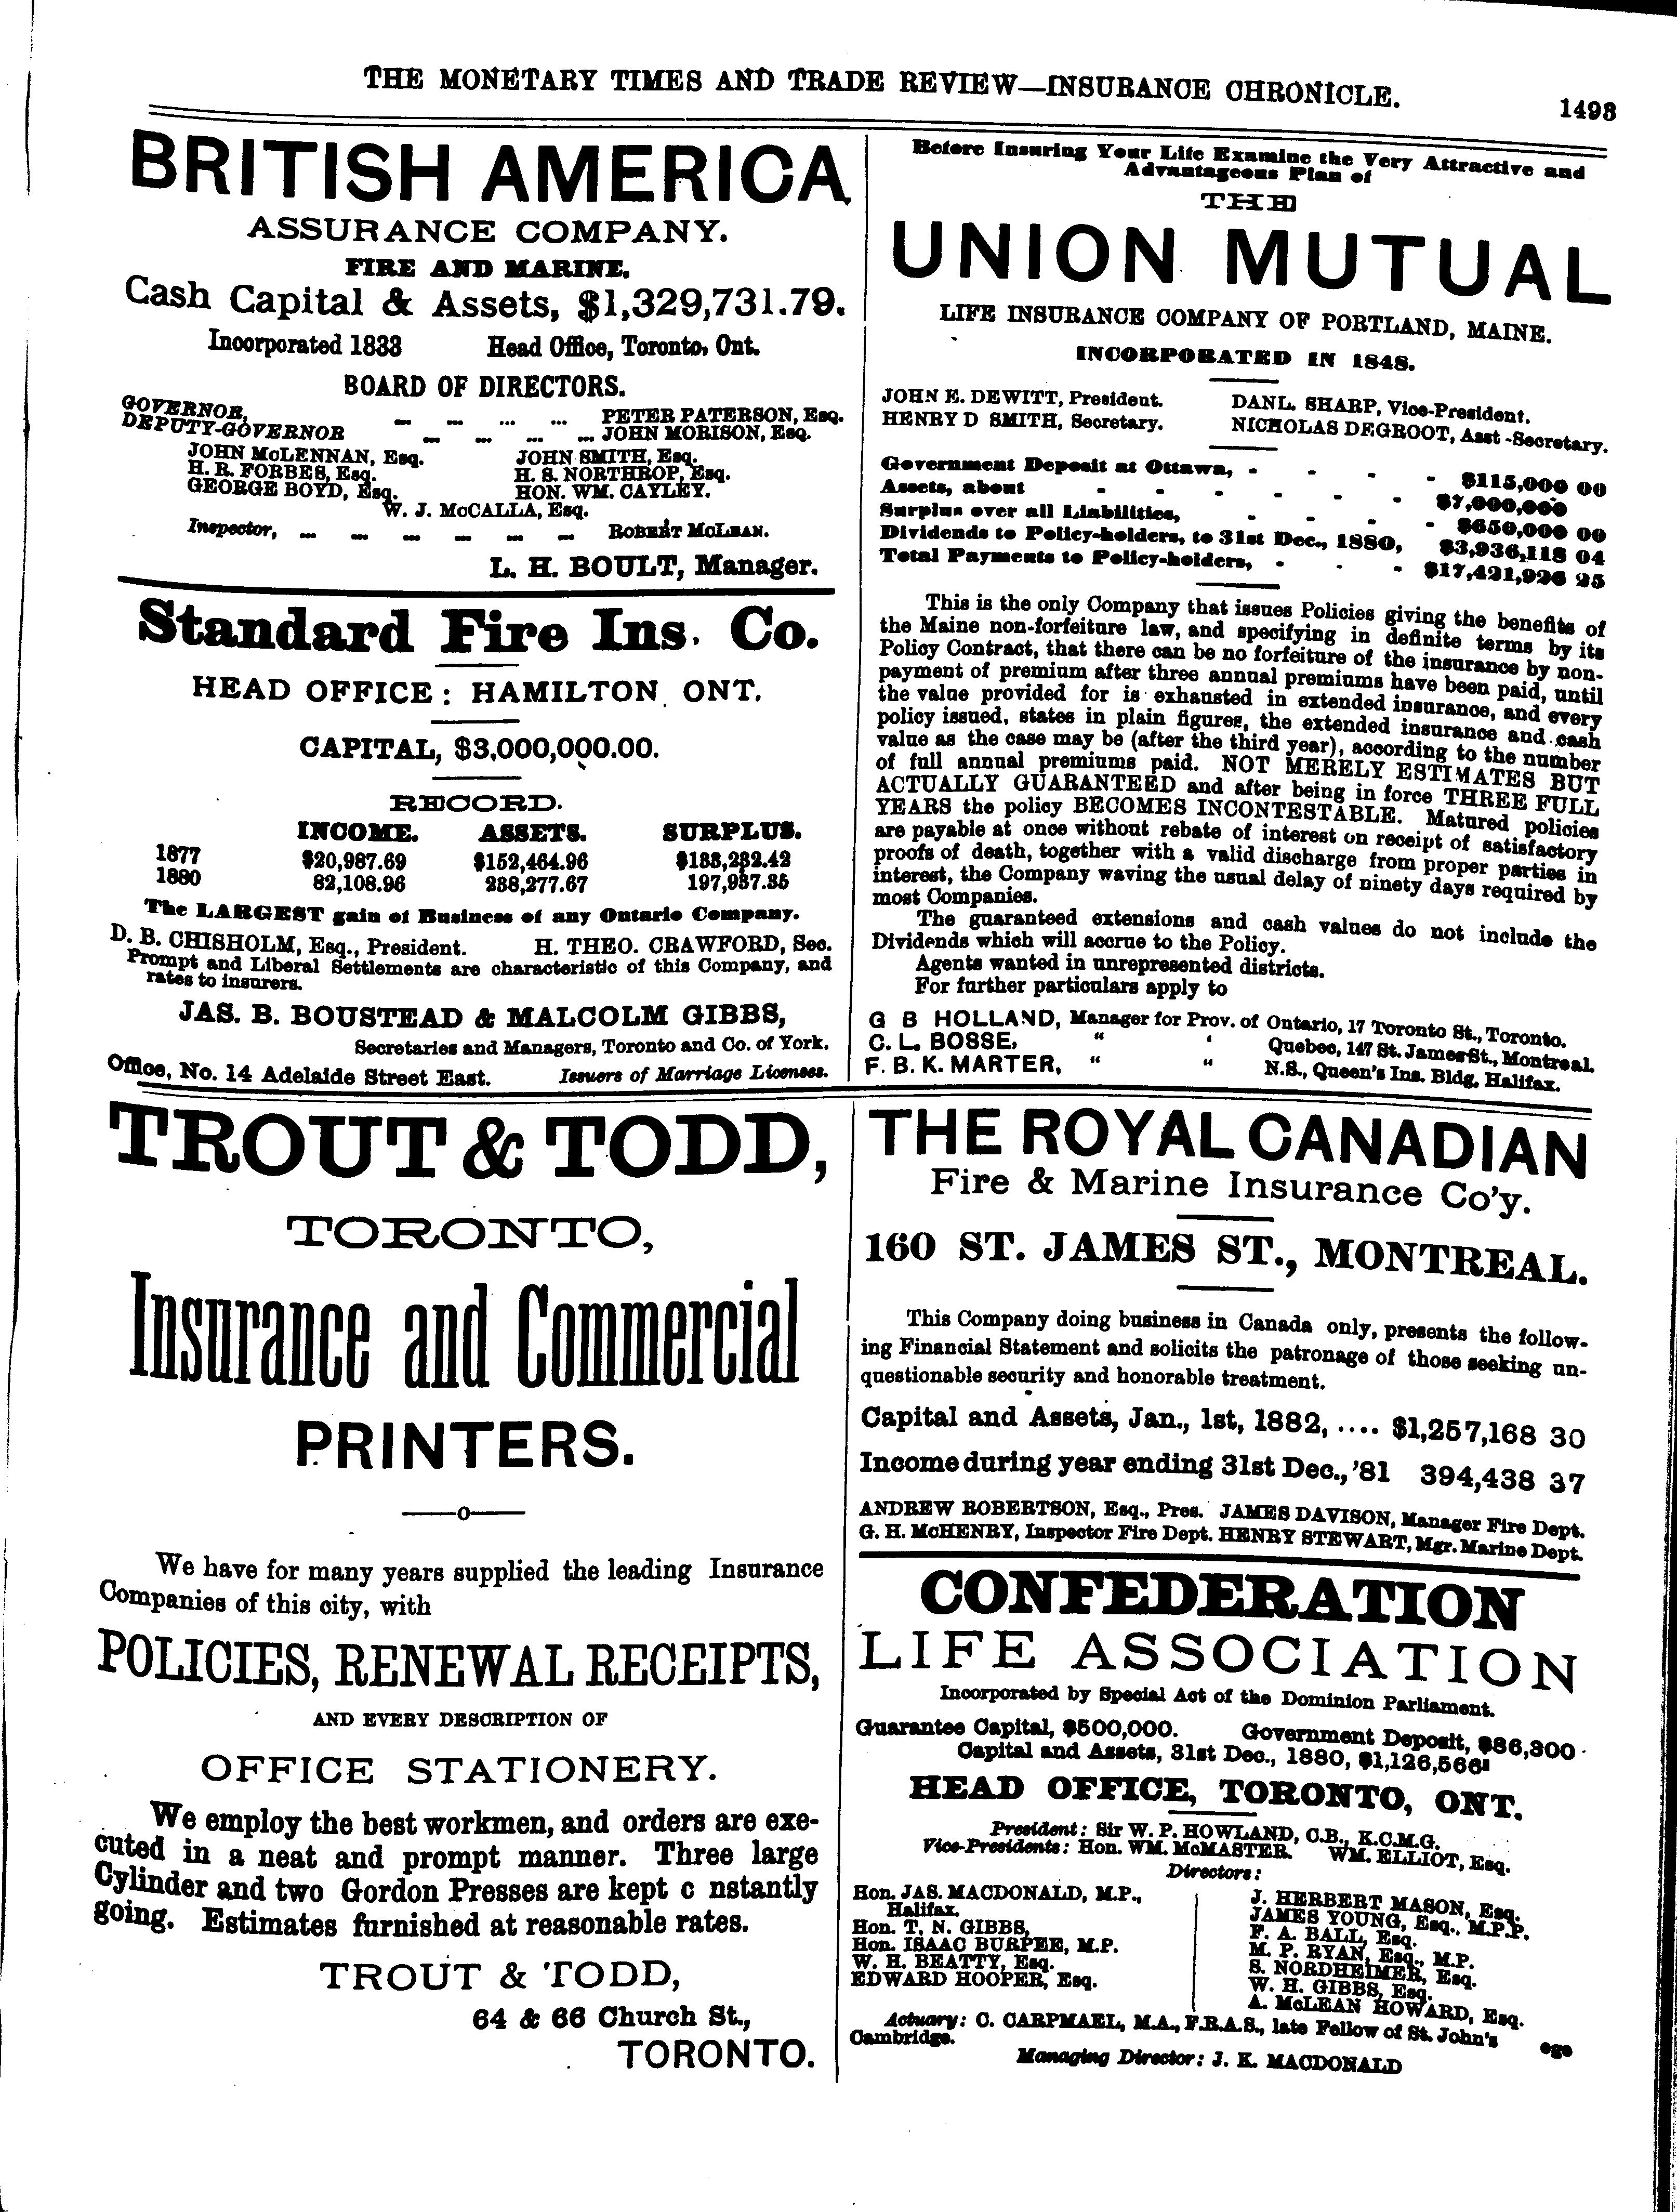 THE MONETARY TIMES AND TRADE REVIEW—INSURANCE CHRONICLE.
1493
BRITISH AMERICA
ASSURANCE COMPANY.
FIRE AND MARINE.
Cash Capital & Assets, $1,329,731.79.
Incorporated 1833 Head Office, Toronto, Ont.
BOARD OF DIRECTORS.
GOVERNOR, — — ... ... PETER PATERSON, Esq.
DEPUTY-GOVERNOR — ... ... ... JOHN MORISON, Esq.
JOHN McLENNAN, Esq. JOHN SMITH, Esq.
H. R. FORBES, Esq. H. S. NORTHROP, Esq.
GEORGE BOYD, Esq. HON. WM. CAYLEY.
W. J. McCALLA, Esq.
Inspector, — — — — — — ROBERT McLEAN.
L. H. BOULT, Manager.
Standard Fire Ins. Co.
HEAD OFFICE: HAMILTON, ONT.
CAPITAL, $3,000,000.00.
RECORD.
INCOME. ASSETS. SURPLUS.
1877 $20,987.69 $152,464.96 $133,232.42
1880 82,108.96 238,277.67 197,937.35
The LARGEST gain of Business of any Ontario Company.
D. B. CHISHOLM, Esq., President. H. THEO. CRAWFORD, Sec.
Prompt and Liberal Settlements are characteristic of this Company, and
rates to insurers.
JAS. B. BOUSTEAD & MALCOLM GIBBS,
Secretaries and Managers, Toronto and Co. of York.
Office, No. 14 Adelaide Street East. Issuers of Marriage Licenses.
TROUT & TODD,
TORONTO,
Insurance and Commercial
PRINTERS.
—o—
We have for many years supplied the leading Insurance
Companies of this city, with
POLICIES, RENEWAL RECEIPTS,
AND EVERY DESCRIPTION OF
OFFICE STATIONERY.
We employ the best workmen, and orders are exe-
cuted in a neat and prompt manner. Three large
Cylinder and two Gordon Presses are kept c nstantly
going. Estimates furnished at reasonable rates.
TROUT & TODD,
64 & 66 Church St.,
TORONTO.
Before Insuring Your Life Examine the Very Attractive and
Advantageous Plan of
THE
UNION MUTUAL
LIFE INSURANCE COMPANY OF PORTLAND, MAINE.
INCORPORATED IN 1848.
JOHN E. DEWITT, President. DANL. SHARP, Vice-President.
HENRY D SMITH, Secretary. NICHOLAS DEGROOT, Asst-Secretary.
Government Deposit at Ottawa, - - - - $115,000 00
Assets, about - - - - - - $7,000,000
Surplus over all Liabilities, - - - - $650,000 00
Dividends to Policy-holders, to 31st Dec., 1880, $3,936,118 04
Total Payments to Policy-holders, - - - $17,421,926 25
This is the only Company that issues Policies giving the benefits of
the Maine non-forfeiture law, and specifying in definite terms by its
Policy Contract, that there can be no forfeiture of the insurance by non-
payment of premium after three annual premiums have been paid, until
the value provided for is exhausted in extended insurance, and every
policy issued, states in plain figures, the extended insurance and cash
value as the case may be (after the third year), according to the number
of full annual premiums paid. NOT MERELY ESTIMATES BUT
ACTUALLY GUARANTEED and after being in force THREE FULL
YEARS the policy BECOMES INCONTESTABLE. Matured policies
are payable at once without rebate of interest on receipt of satisfactory
proofs of death, together with a valid discharge from proper parties in
interest, the Company waving the usual delay of ninety days required by
most Companies.
The guaranteed extensions and cash values do not include the
Dividends which will accrue to the Policy.
Agents wanted in unrepresented districts.
For further particulars apply to
G B HOLLAND, Manager for Prov. of Ontario, 17 Toronto St., Toronto.
C. L. BOSSE, " ' Quebec, 147 St. James St., Montreal.
F. B. K. MARTER, " " N.S., Queen's Ins. Bldg, Halifax.
THE ROYAL CANADIAN
Fire & Marine Insurance Co'y.
160 ST. JAMES ST., MONTREAL.
This Company doing business in Canada only, presents the follow-
ing Financial Statement and solicits the patronage of those seeking un-
questionable security and honorable treatment.
Capital and Assets, Jan., 1st, 1882, .... $1,257,168 30
Income during year ending 31st Dec., '81 394,438 37
ANDREW ROBERTSON, Esq., Pres. JAMES DAVISON, Manager Fire Dept.
G. H. McHENRY, Inspector Fire Dept. HENRY STEWART, Mgr. Marine Dept.
CONFEDERATION
LIFE ASSOCIATION
Incorporated by Special Act of the Dominion Parliament.
Guarantee Capital, $500,000. Government Deposit, $86,300
Capital and Assets, 31st Dec., 1880, $1,126,566
HEAD OFFICE, TORONTO, ONT.
President: Sir W. P. HOWLAND, C.B., K.C.M.G.
Vice-Presidents: Hon. WM. McMASTER. WM. ELLIOT, Esq.
Directors:
Hon. JAS. MACDONALD, M.P.,
Halifax.
Hon. T. N. GIBBS,
Hon. ISAAC BURPEE, M.P.
W. H. BEATTY, Esq.
EDWARD HOOPER, Esq.
J. HERBERT MASON, Esq.
JAMES YOUNG, Esq., M.P.P.
F. A. BALL, Esq.
M. P. RYAN, Esq., M.P.
S. NORDHEIMER, Esq.
W. H. GIBBS, Esq.
A. McLEAN HOWARD, Esq.
Actuary: C. CARPMAEL, M.A., F.R.A.S., late Fellow of St. John's ege
Cambridge.
Managing Director: J. K. MACDONALD